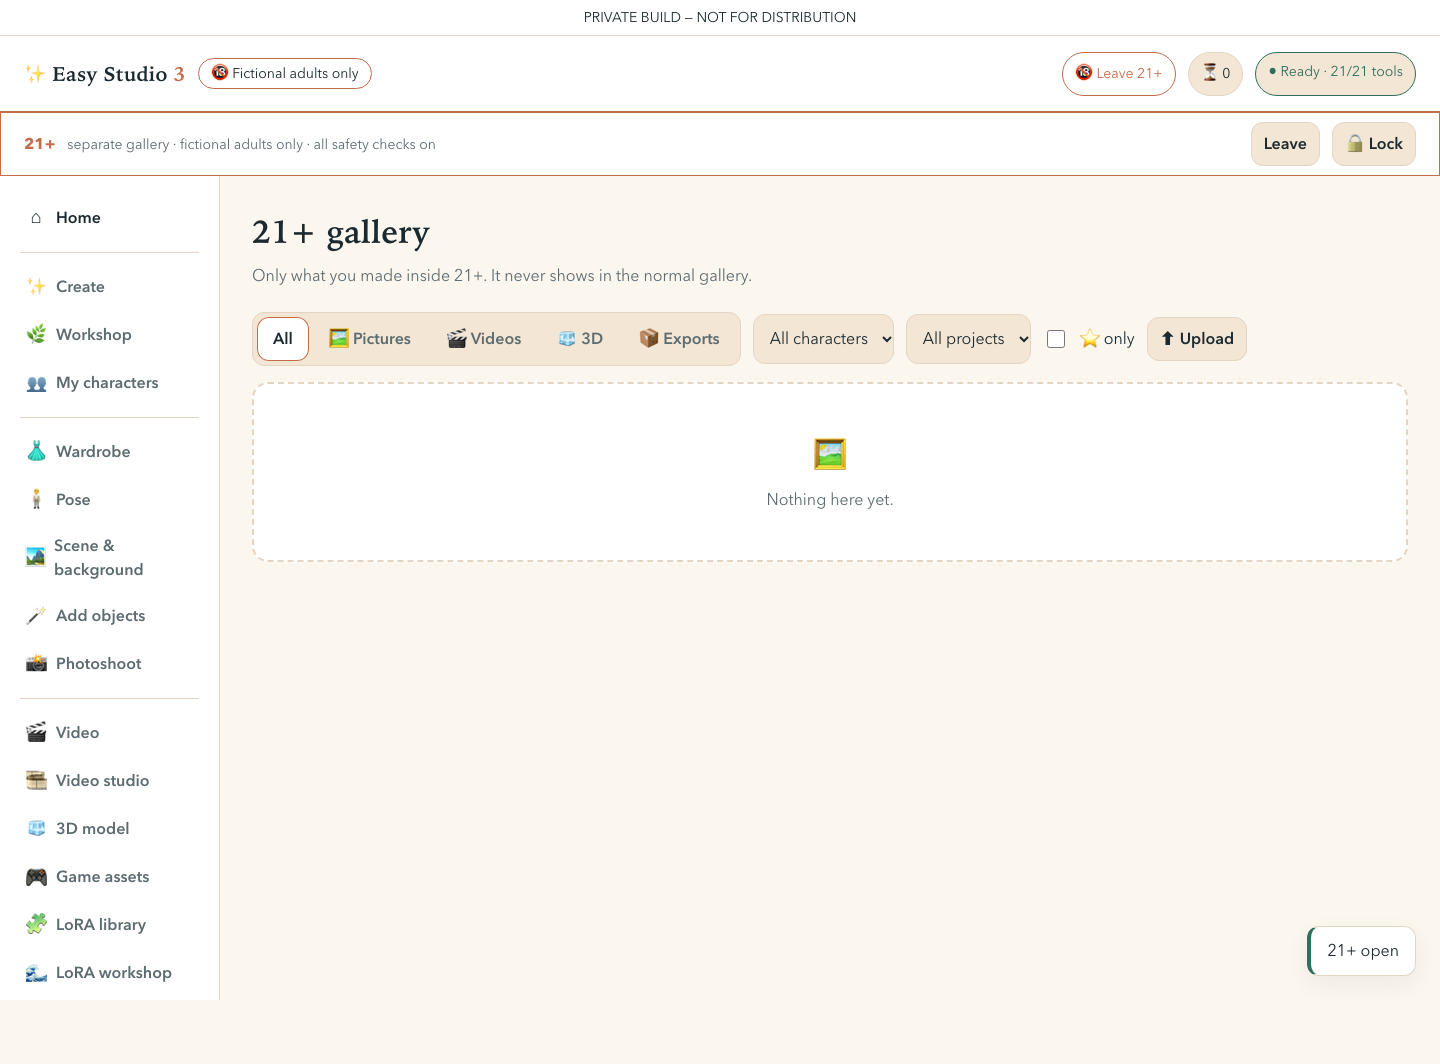 PRIVATE BUILD – NOT FOR DISTRIBUTION
Easy Studio 3
Fictional adults only
Leave 21+
0
Ready · 21/21 tools
21+ separate gallery · fictional adults only · all safety checks on
Leave
Lock
Home
Create
Workshop
My characters
Wardrobe
Pose
Scene &
background
Add objects
Photoshoot
Video
Video studio
3D model
Game assets
LoRA library
LoRA workshop
21+ gallery
Only what you made inside 21+. It never shows in the normal gallery.
All
Pictures
Videos
3D
Exports
All characters
All projects
only
Upload
Nothing here yet.
21+ open